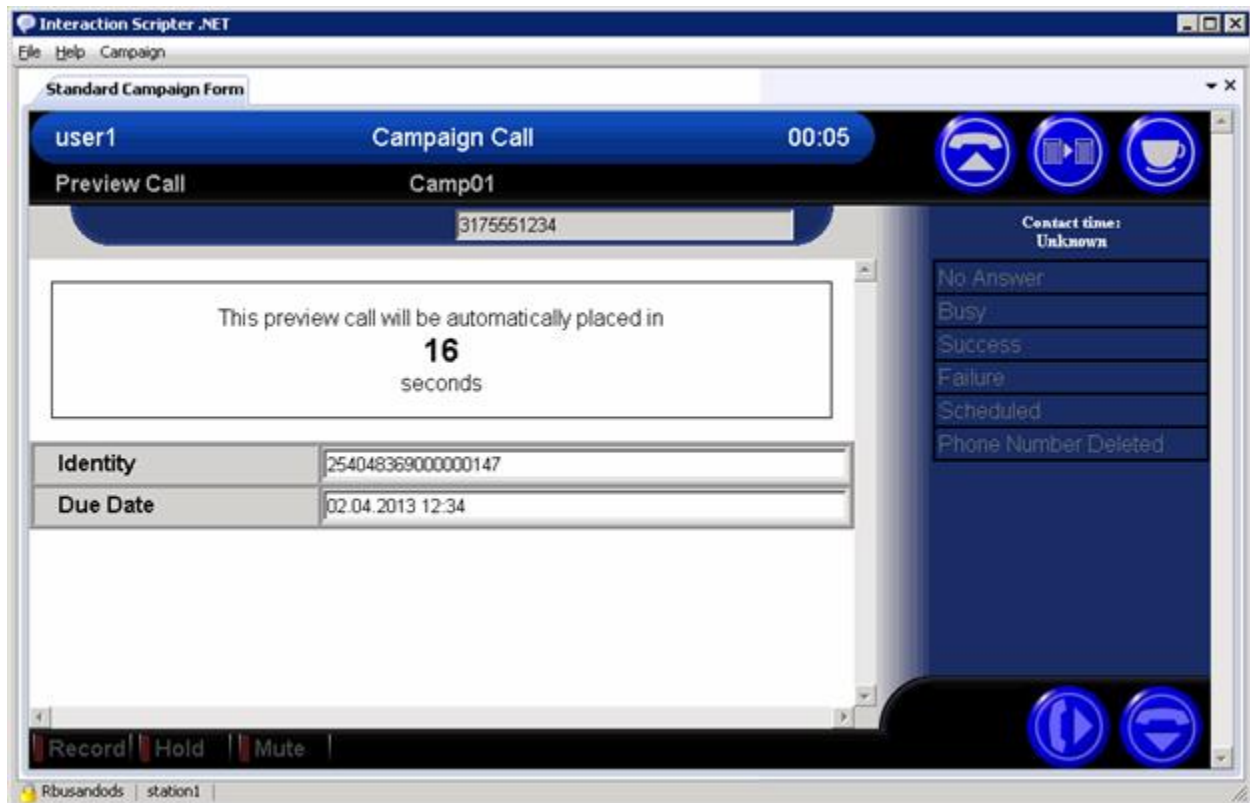 Interaction Scripter .NET
File Help Campaign
Standard Campaign Form
user1 Campaign Call 00:05
Preview Call Camp01
3175551234
Contact time:
Unknown
No Answer
Busy
Success
Failure
Scheduled
Phone Number Deleted
This preview call will be automatically placed in
16
seconds
Identity 254048369000000147
Due Date 02.04.2013 12:34
Record Hold Mute
Rbusandods station1